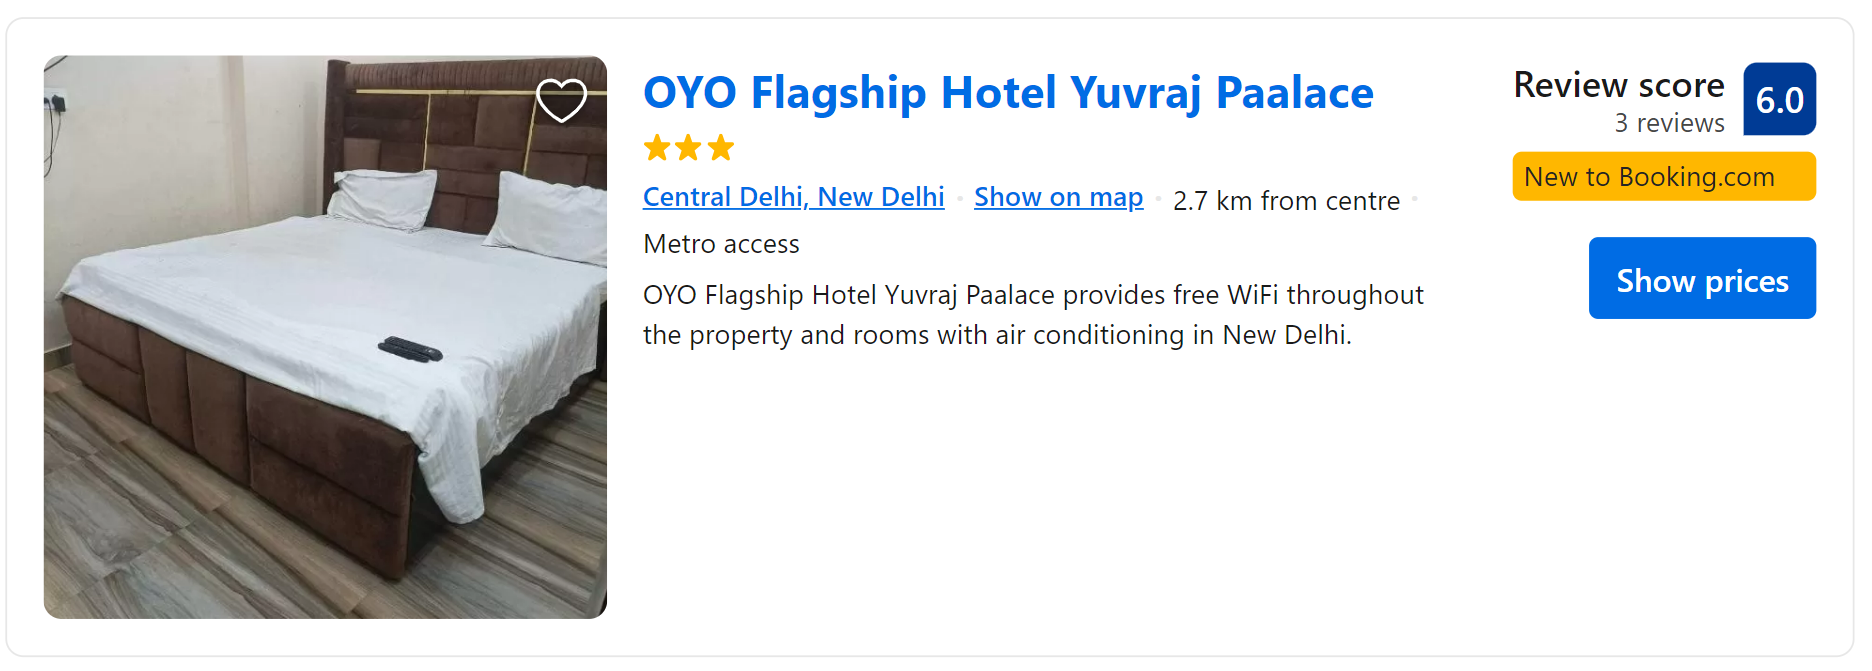 OYO Flagship Hotel Yuvraj Paalace
Central Delhi, New Delhi · Show on map · 2.7 km from centre ·
Metro access
OYO Flagship Hotel Yuvraj Paalace provides free WiFi throughout
the property and rooms with air conditioning in New Delhi.
Review score
3 reviews
6.0
New to Booking.com
Show prices